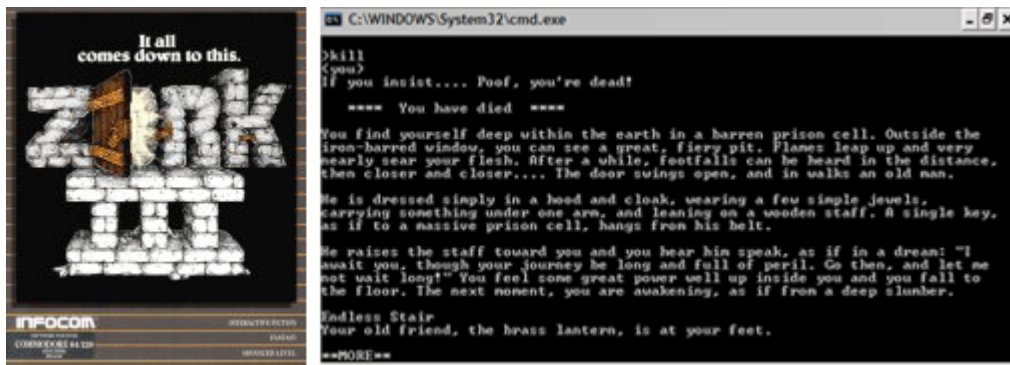 It all
comes down to this.
ZORK
III
INFOCOM
INTERACTIVE FICTION
FANTASY
COMMODORE 64/128
ADVANCED LEVEL
C:\WINDOWS\System32\cmd.exe
>kill
<you>
If you insist.... Poof, you're dead!
**** You have died ****
You find yourself deep within the earth in a barren prison cell. Outside the
iron-barred window, you can see a great, fiery pit. Flames leap up and very
nearly sear your flesh. After a while, footfalls can be heard in the distance,
then closer and closer.... The door swings open, and in walks an old man.
He is dressed simply in a hood and cloak, wearing a few simple jewels,
carrying something under one arm, and leaning on a wooden staff. A single key,
as if to a massive prison cell, hangs from his belt.
He raises the staff toward you and you hear him speak, as if in a dream: "I
await you, though your journey be long and full of peril. Go then, and let me
not wait long!" You feel some great power well up inside you and you fall to
the floor. The next moment, you are awakening, as if from a deep slumber.
Endless Stair
Your old friend, the brass lantern, is at your feet.
**MORE**